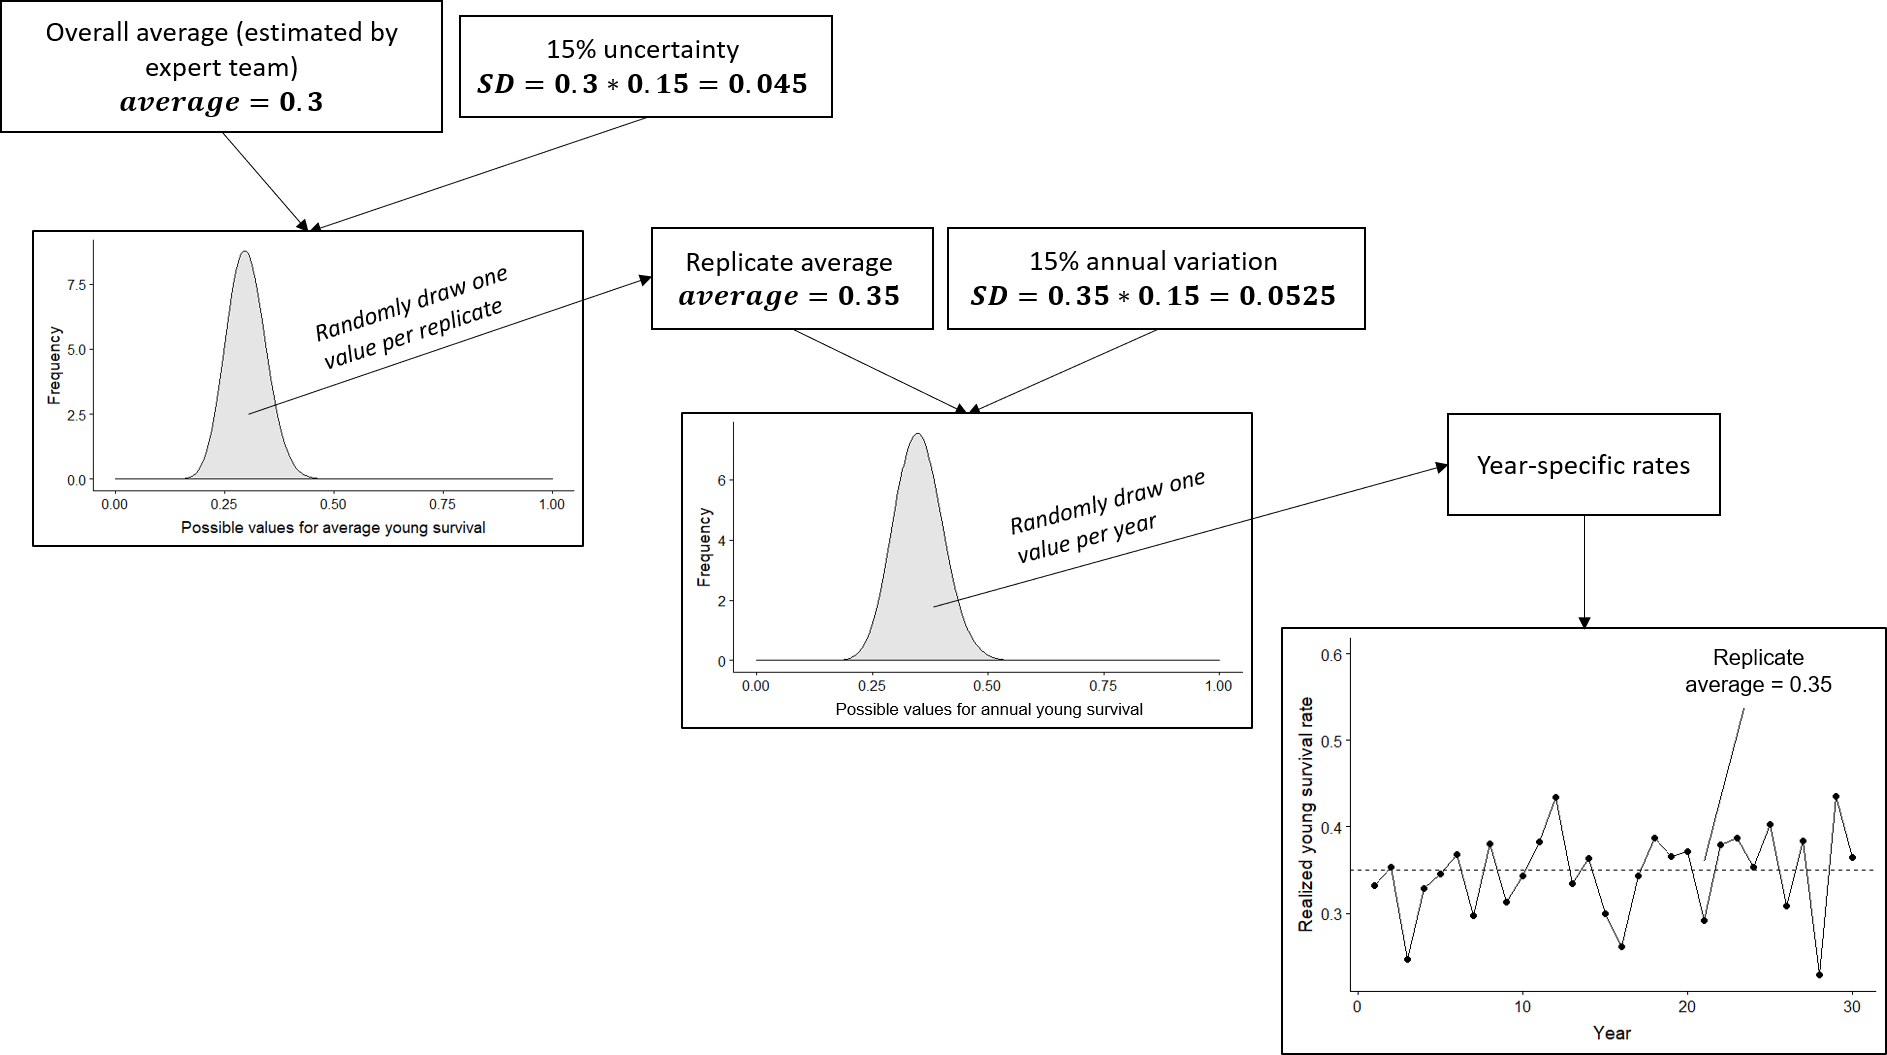 Overall average (estimated by
expert team)
average = 0.3
15% uncertainty
SD = 0.3 * 0.15 = 0.045
7.5
5.0
2.5
0.0
Frequency
0.00 0.25 0.50 0.75 1.00
Possible values for average young survival
Randomly draw one
value per replicate
Replicate average
average = 0.35
15% annual variation
SD = 0.35 * 0.15 = 0.0525
6
4
2
0
Frequency
0.00 0.25 0.50 0.75 1.00
Possible values for annual young survival
Randomly draw one
value per year
Year-specific rates
Replicate
average = 0.35
0.6
0.5
0.4
0.3
Realized young survival rate
0 10 20 30
Year